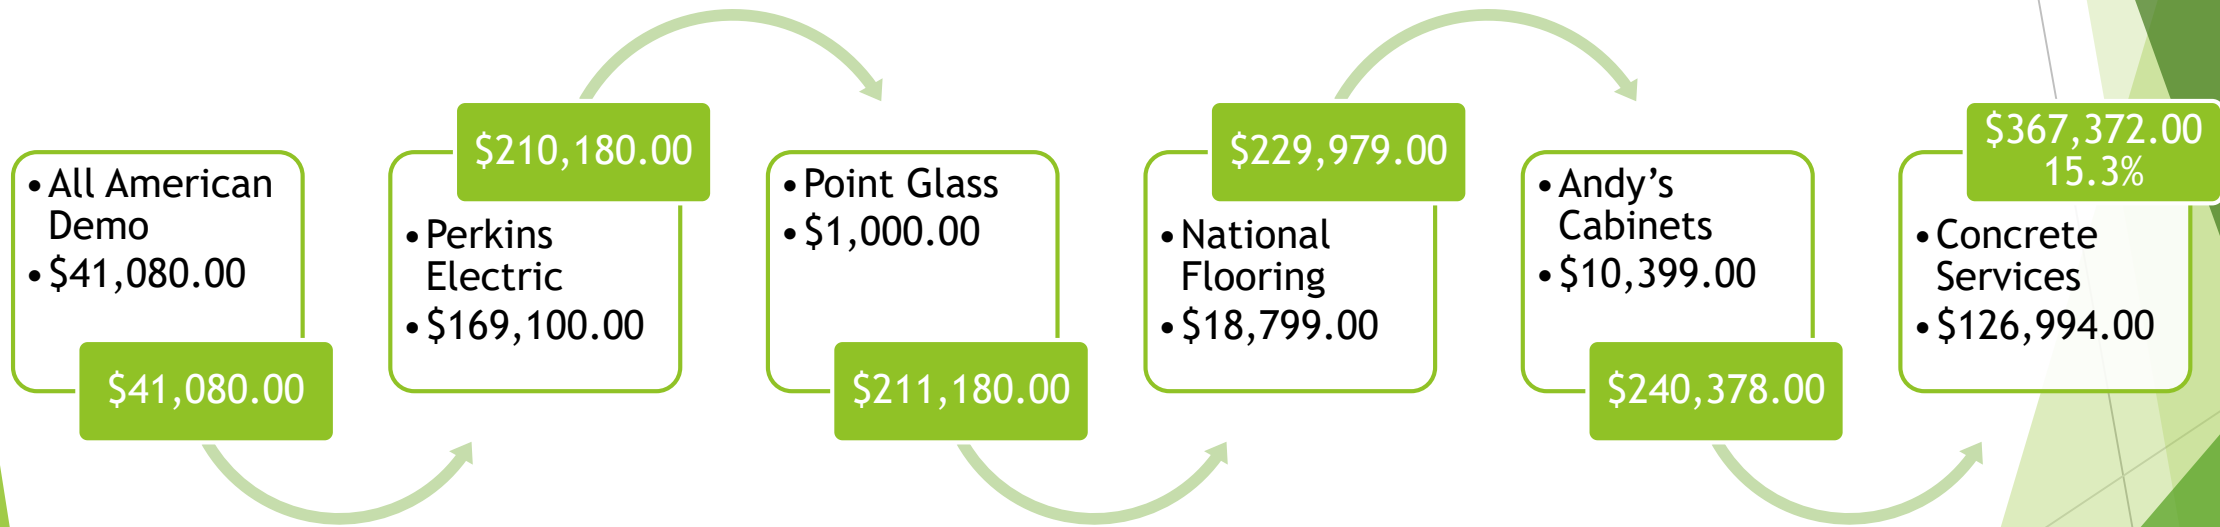 • All American
Demo
• $41,080.00
$41,080.00
$210,180.00
• Perkins
Electric
• $169,100.00
• Point Glass
• $1,000.00
$211,180.00
$229,979.00
• National
Flooring
• $18,799.00
• Andy’s
Cabinets
• $10,399.00
$240,378.00
$367,372.00
15.3%
• Concrete
Services
• $126,994.00